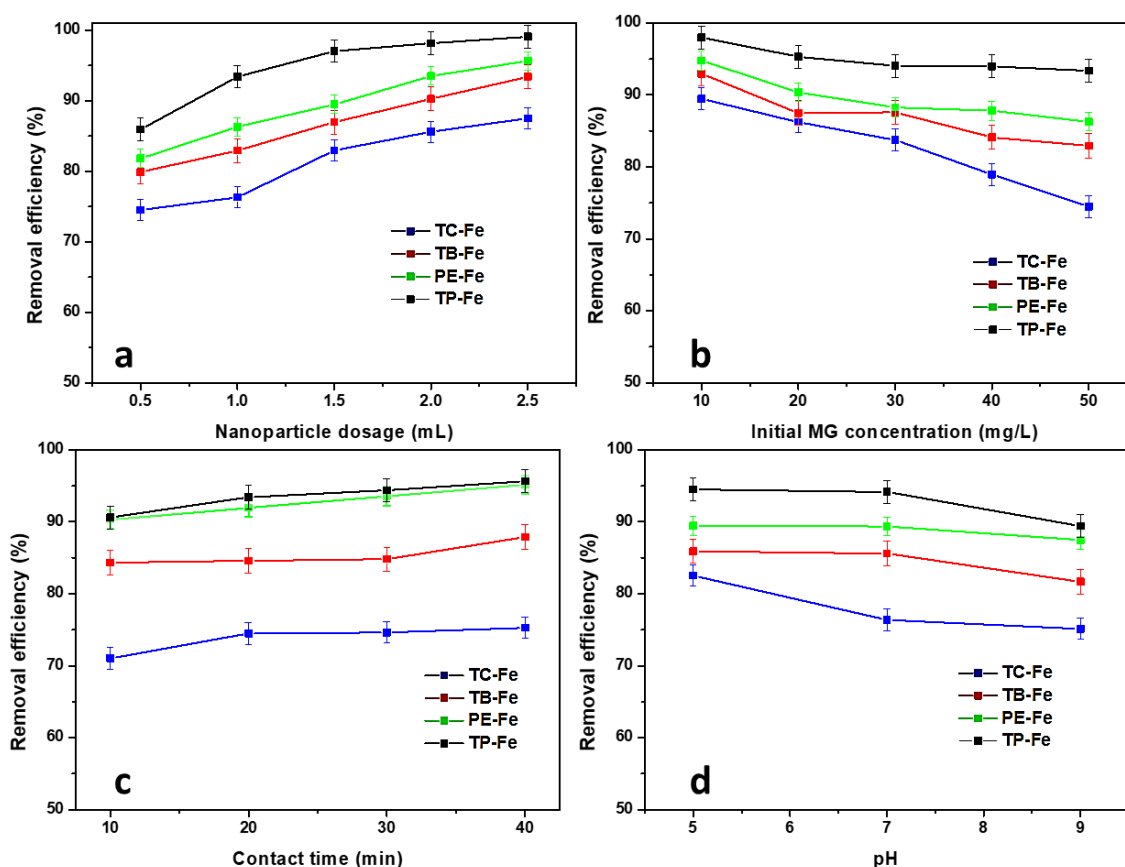 100
90
80
70
60
50
Removal efficiency (%)
TC-Fe
TB-Fe
PE-Fe
TP-Fe
a
0.5 1.0 1.5 2.0 2.5
Nanoparticle dosage (mL)
100
90
80
70
60
50
Removal efficiency (%)
TC-Fe
TB-Fe
PE-Fe
TP-Fe
b
10 20 30 40 50
Initial MG concentration (mg/L)
100
90
80
70
60
50
Removal efficiency (%)
TC-Fe
TB-Fe
PE-Fe
TP-Fe
c
10 20 30 40
Contact time (min)
100
90
80
70
60
50
Removal efficiency (%)
TC-Fe
TB-Fe
PE-Fe
TP-Fe
d
5 6 7 8 9
pH